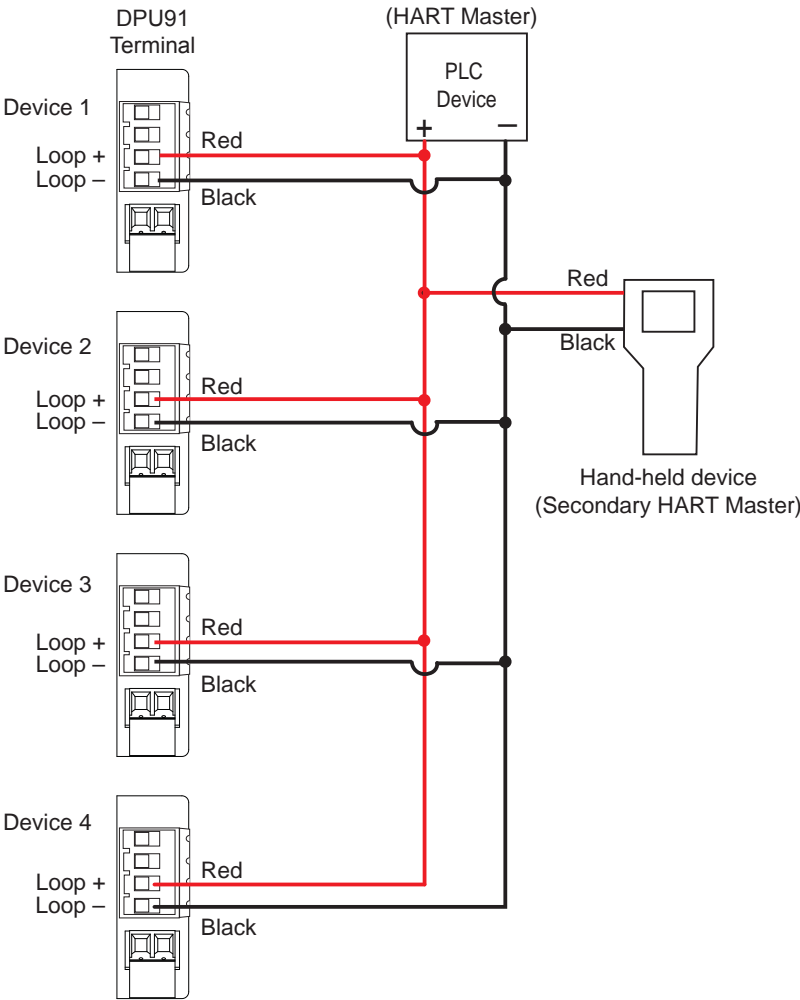 DPU91
Terminal
(HART Master)
PLC
Device
+
—
Device 1
Loop +
Loop –
Red
Black
Red
Black
Hand-held device
(Secondary HART Master)
Device 2
Loop +
Loop –
Red
Black
Device 3
Loop +
Loop –
Red
Black
Device 4
Loop +
Loop –
Red
Black